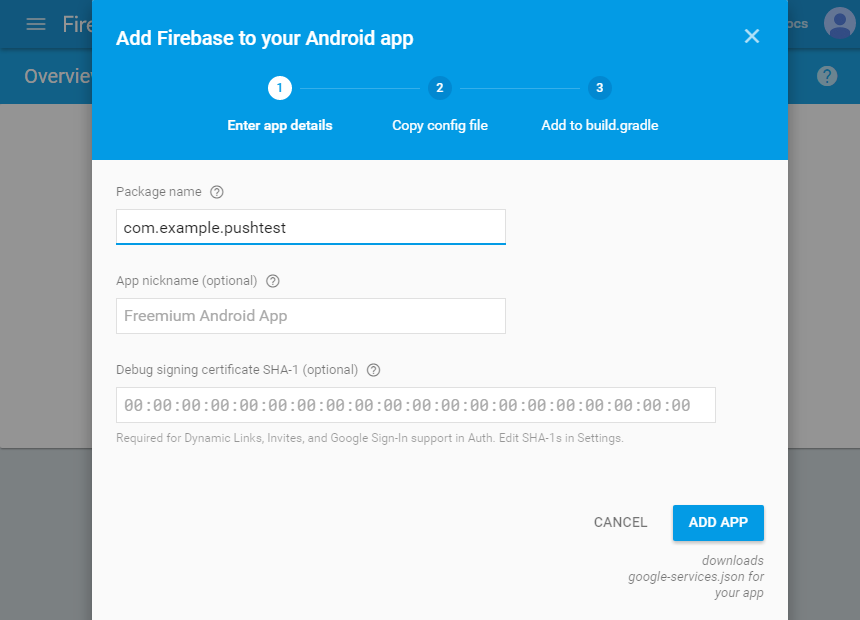 Add Firebase to your Android app
1 2 3
Enter app details Copy config file Add to build.gradle
Package name ?
com.example.pushtest
App nickname (optional) ?
Freemium Android App
Debug signing certificate SHA-1 (optional) ?
00:00:00:00:00:00:00:00:00:00:00:00:00:00:00:00:00:00:00:00
Required for Dynamic Links, Invites, and Google Sign-In support in Auth. Edit SHA-1s in Settings.
CANCEL ADD APP
downloads
google-services.json for
your app